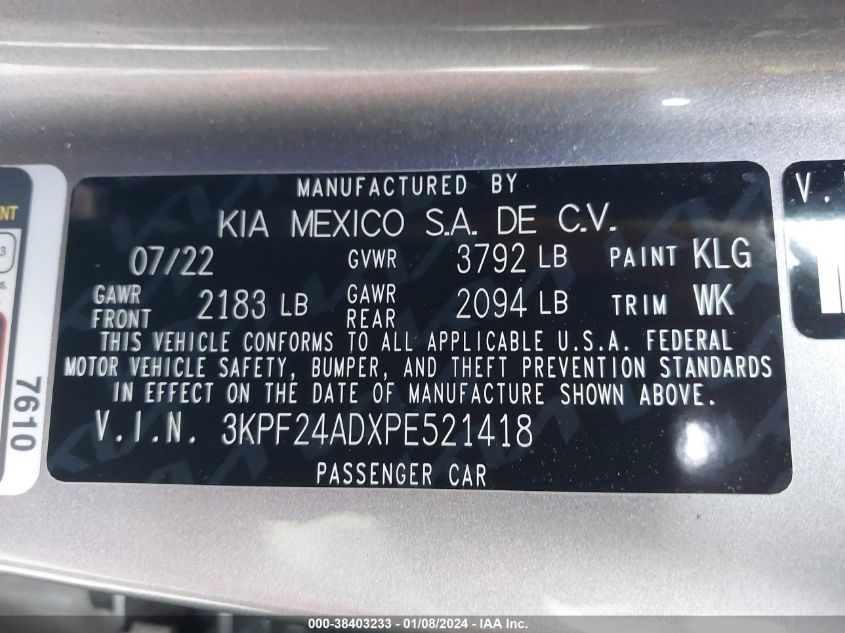 MANUFACTURED BY
KIA MEXICO S.A. DE C.V.
07/22 GVWR 3792 LB PAINT KLG
GAWR FRONT 2183 LB GAWR REAR 2094 LB TRIM WK
THIS VEHICLE CONFORMS TO ALL APPLICABLE U.S.A. FEDERAL
MOTOR VEHICLE SAFETY, BUMPER, AND THEFT PREVENTION STANDARDS
IN EFFECT ON THE DATE OF MANUFACTURE SHOWN ABOVE.
V.I.N. 3KPF24ADXPE521418
PASSENGER CAR
7610
000-38403233 - 01/08/2024 - IAA Inc.